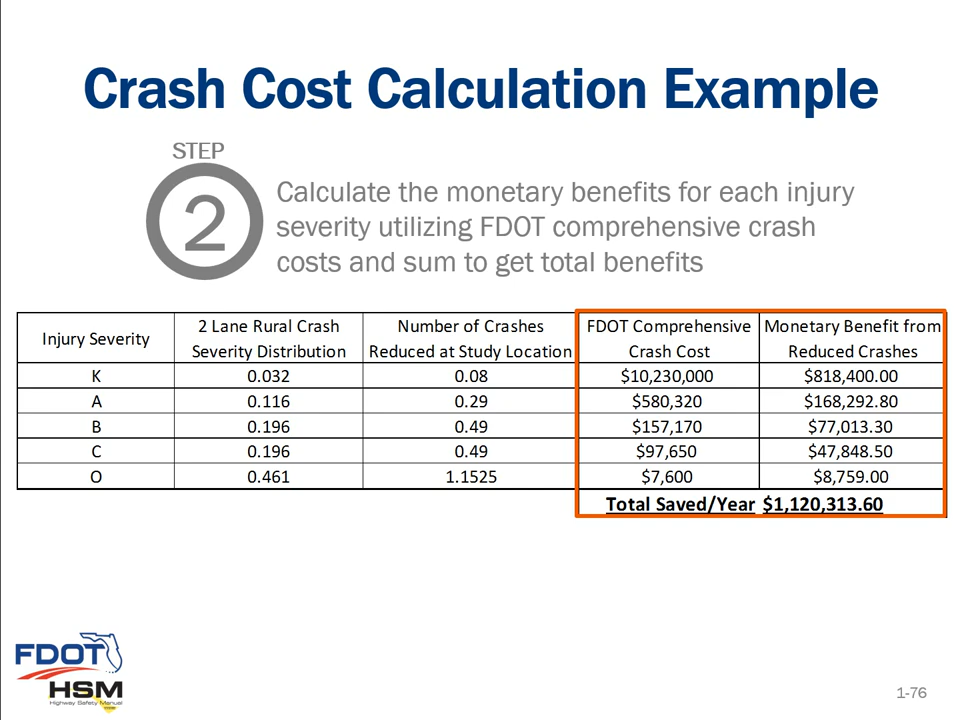 Crash Cost Calculation Example
STEP
2
Calculate the monetary benefits for each injury
severity utilizing FDOT comprehensive crash
costs and sum to get total benefits
Injury Severity | 2 Lane Rural Crash Severity Distribution | Number of Crashes Reduced at Study Location | FDOT Comprehensive Crash Cost | Monetary Benefit from Reduced Crashes
K | 0.032 | 0.08 | $10,230,000 | $818,400.00
A | 0.116 | 0.29 | $580,320 | $168,292.80
B | 0.196 | 0.49 | $157,170 | $77,013.30
C | 0.196 | 0.49 | $97,650 | $47,848.50
O | 0.461 | 1.1525 | $7,600 | $8,759.00
Total Saved/Year $1,120,313.60
FDOT
HSM
Highway Safety Manual
1-76